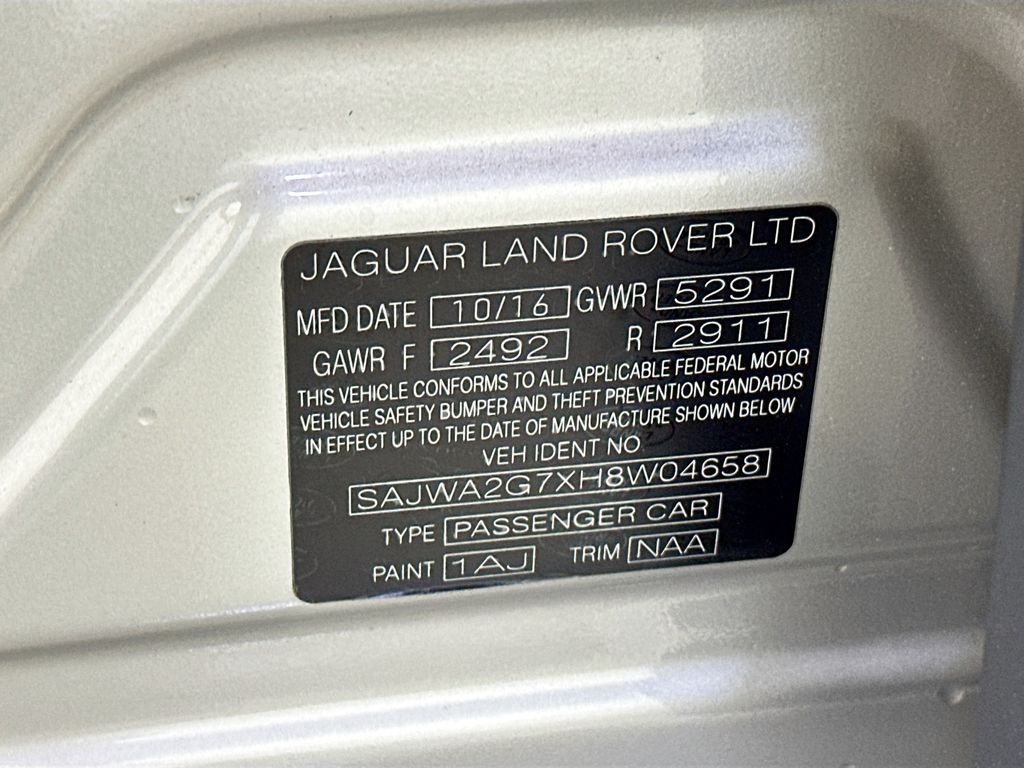 JAGUAR LAND ROVER LTD
MFD DATE 10/16 GVWR 5291
GAWR F 2492 R 2911
THIS VEHICLE CONFORMS TO ALL APPLICABLE FEDERAL MOTOR
VEHICLE SAFETY BUMPER AND THEFT PREVENTION STANDARDS
IN EFFECT UP TO THE DATE OF MANUFACTURE SHOWN BELOW
VEH IDENT NO
SAJWA2G7XH8W04658
TYPE PASSENGER CAR
PAINT 1AJ TRIM NAA